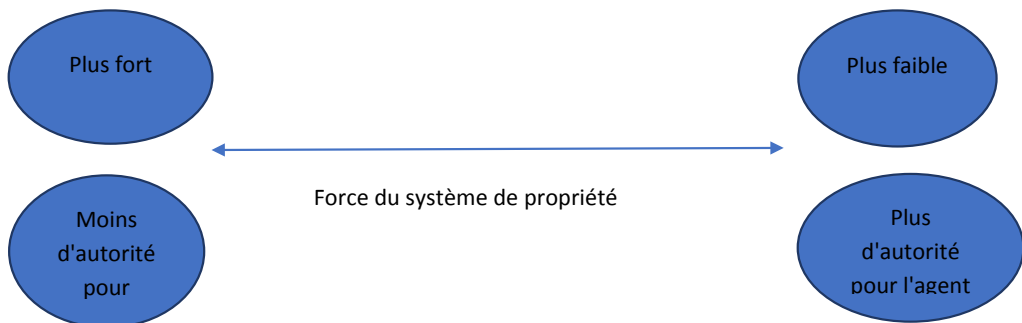 Plus fort
Plus faible
Force du système de propriété
Moins
d'autorité
pour
Plus
d'autorité
pour l'agent